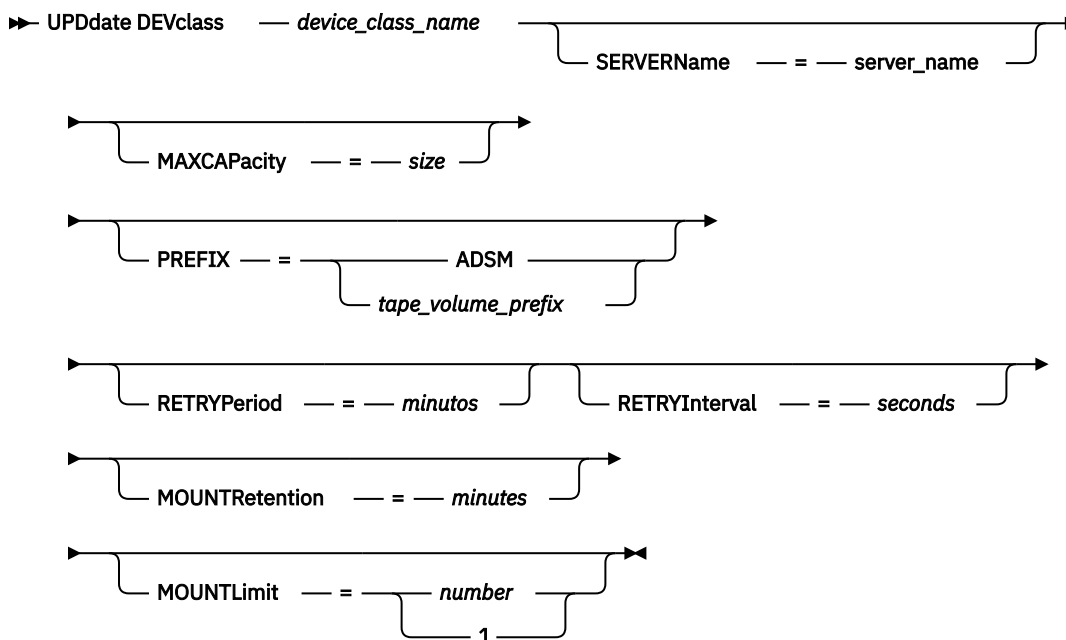 UPDdate DEVclass — device_class_name
SERVERName — = — server_name
MAXCAPacity — = — size
PREFIX — = — ADSM
tape_volume_prefix
RETRYPeriod — = — minutos RETRYInterval — = — seconds
MOUNTRetention — = — minutes
MOUNTLimit — = — number
1